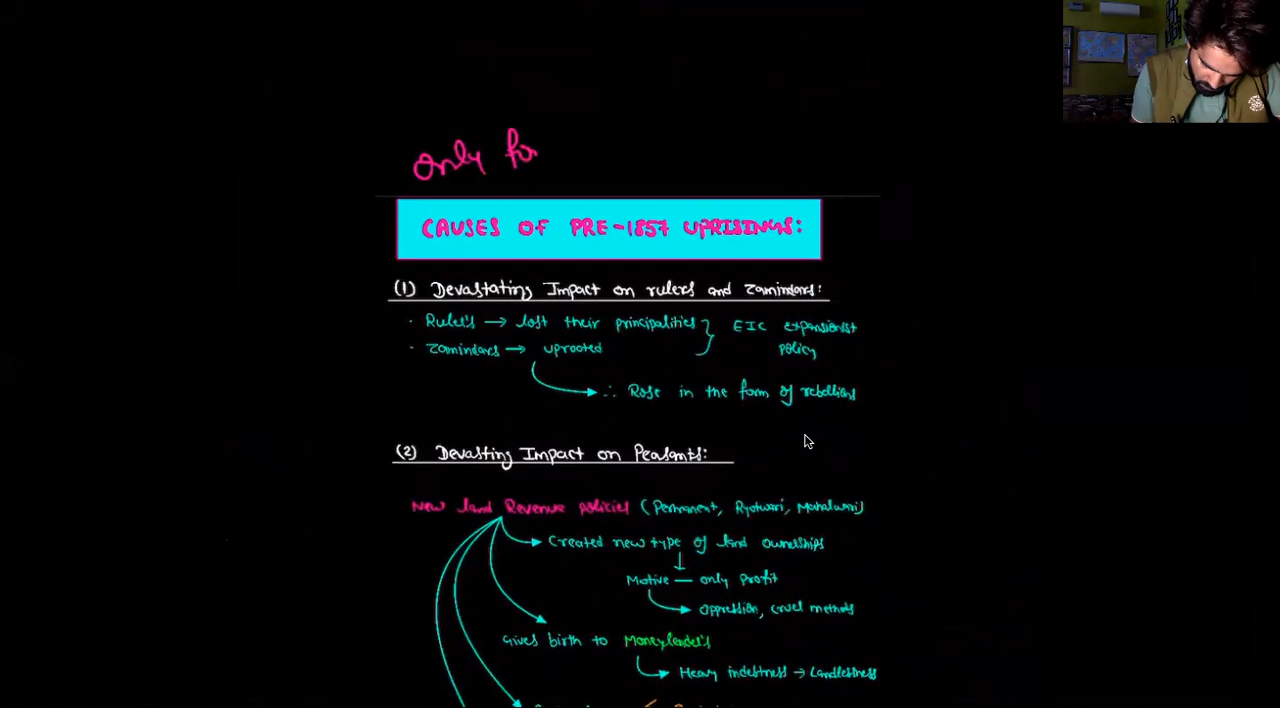 only for
CAUSES OF PRE-1857 UPRISINGS:
(1) Devastating Impact on rulers and Zamindars:
· Ruler's → lost their principalities } EIC expansionist policy
· Zamindars → uprooted
∴ Rose in the form of rebellions
(2) Devasting Impact on Peasants:
New land Revenue policies (Permanent, Ryotwari, Mahalwari)
Created new type of land ownerships
Motive — only profit
Oppression, cruel methods
Gives birth to Moneylender's
Heavy indebtness → Landlessness